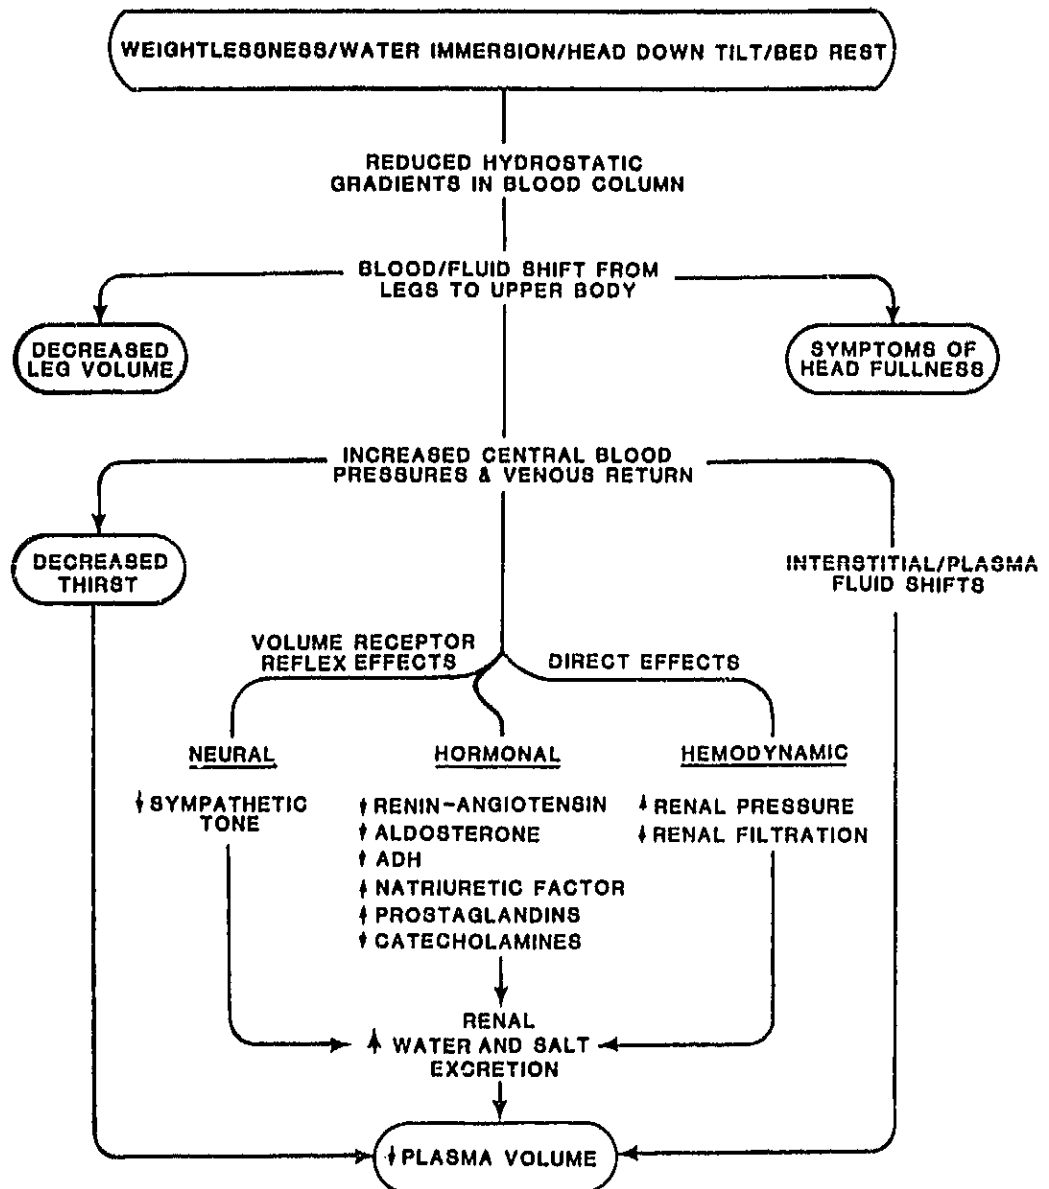 WEIGHTLESSNESS/WATER IMMERSION/HEAD DOWN TILT/BED REST
REDUCED HYDROSTATIC
GRADIENTS IN BLOOD COLUMN
BLOOD/FLUID SHIFT FROM
LEGS TO UPPER BODY
DECREASED
LEG VOLUME
SYMPTOMS OF
HEAD FULLNESS
INCREASED CENTRAL BLOOD
PRESSURES & VENOUS RETURN
DECREASED
THIRST
INTERSTITIAL/PLASMA
FLUID SHIFTS
VOLUME RECEPTOR
REFLEX EFFECTS
DIRECT EFFECTS
NEURAL
SYMPATHETIC
TONE
HORMONAL
RENIN-ANGIOTENSIN
ALDOSTERONE
ADH
NATRIURETIC FACTOR
PROSTAGLANDINS
CATECHOLAMINES
HEMODYNAMIC
RENAL PRESSURE
RENAL FILTRATION
RENAL
↑ WATER AND SALT
EXCRETION
↓ PLASMA VOLUME